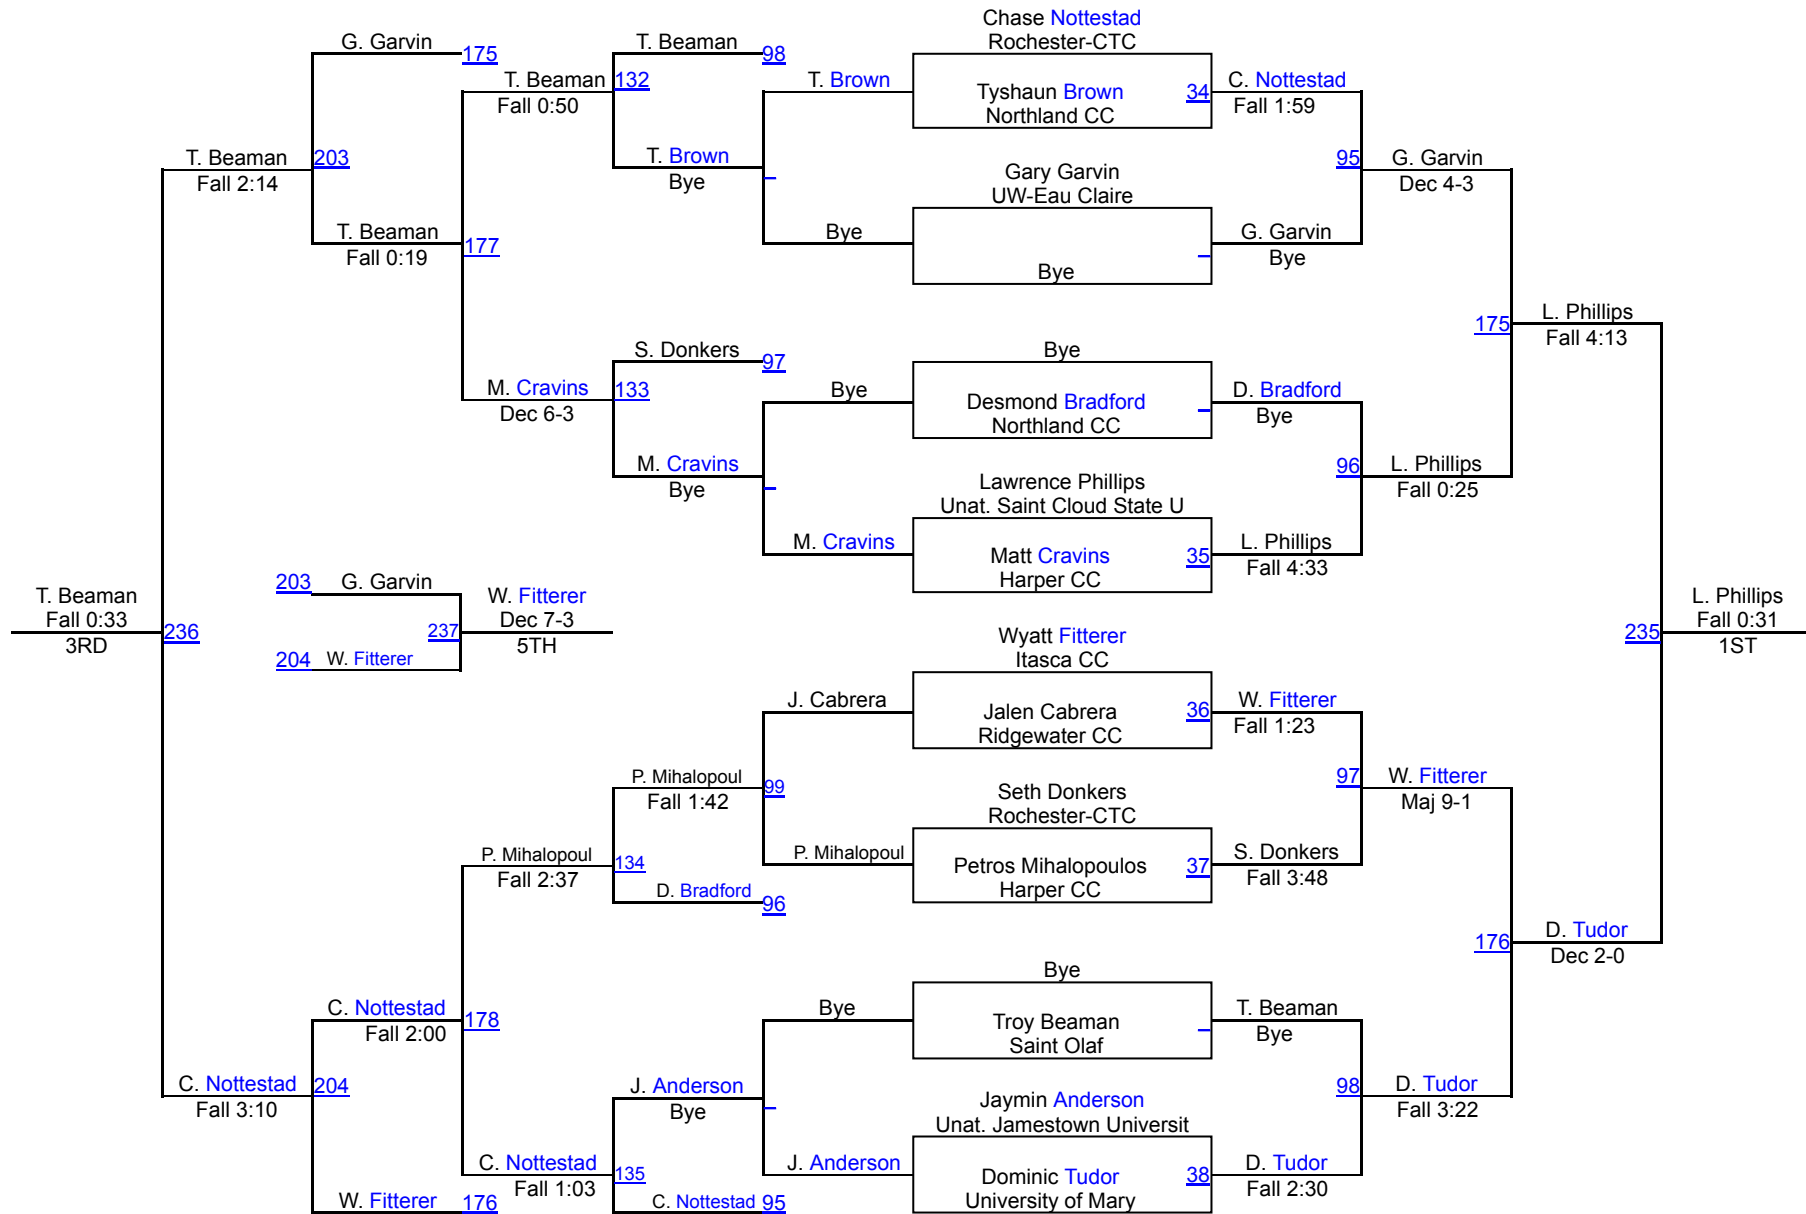 Chase Nottestad
Rochester-CTC
G. Garvin
175
T. Beaman
98
T. Beaman
132
Fall 0:50
T. Brown
Tyshaun Brown
34
Northland CC
C. Nottestad
Fall 1:59
T. Beaman
203
Fall 2:14
T. Brown
Bye
Gary Garvin
UW-Eau Claire
95
G. Garvin
Dec 4-3
T. Beaman
177
Fall 0:19
Bye
Bye
G. Garvin
Bye
175
L. Phillips
Fall 4:13
S. Donkers
97
Bye
M. Cravins
133
Dec 6-3
Bye
Desmond Bradford
Northland CC
D. Bradford
Bye
M. Cravins
Bye
Lawrence Phillips
Unat. Saint Cloud State U
96
L. Phillips
Fall 0:25
M. Cravins
Matt Cravins
35
Harper CC
L. Phillips
Fall 4:33
T. Beaman
Fall 0:33
3RD
236
203
G. Garvin
204
W. Fitterer
237
W. Fitterer
Dec 7-3
5TH
235
L. Phillips
Fall 0:31
1ST
Wyatt Fitterer
Itasca CC
J. Cabrera
Jalen Cabrera
36
Ridgewater CC
W. Fitterer
Fall 1:23
P. Mihalopoul
99
Fall 1:42
Seth Donkers
Rochester-CTC
97
W. Fitterer
Maj 9-1
P. Mihalopoul
134
Fall 2:37
P. Mihalopoul
Petros Mihalopoulos
37
Harper CC
S. Donkers
Fall 3:48
D. Bradford
96
176
D. Tudor
Dec 2-0
Bye
C. Nottestad
178
Fall 2:00
Bye
Troy Beaman
Saint Olaf
T. Beaman
Bye
C. Nottestad
204
Fall 3:10
J. Anderson
Bye
Jaymin Anderson
Unat. Jamestown Universit
98
D. Tudor
Fall 3:22
C. Nottestad
135
Fall 1:03
J. Anderson
Dominic Tudor
38
University of Mary
D. Tudor
Fall 2:30
W. Fitterer
176
C. Nottestad
95